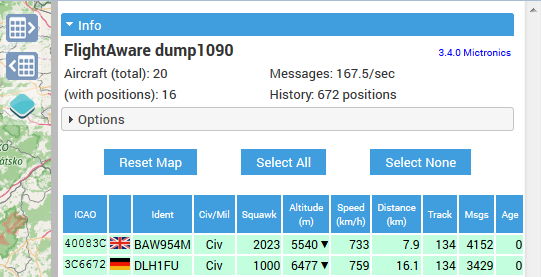 Info
FlightAware dump1090 3.4.0 Mictronics
Aircraft (total): 20 Messages: 167.5/sec
(with positions): 16 History: 672 positions
Options
Reset Map Select All Select None
ICAO Ident Civ/Mil Squawk Altitude (m) Speed (km/h) Distance (km) Track Msgs Age
40083C BAW954M Civ 2023 5540▼ 733 7.9 134 4152 0
3C6672 DLH1FU Civ 1000 6477▼ 759 16.1 134 3429 0